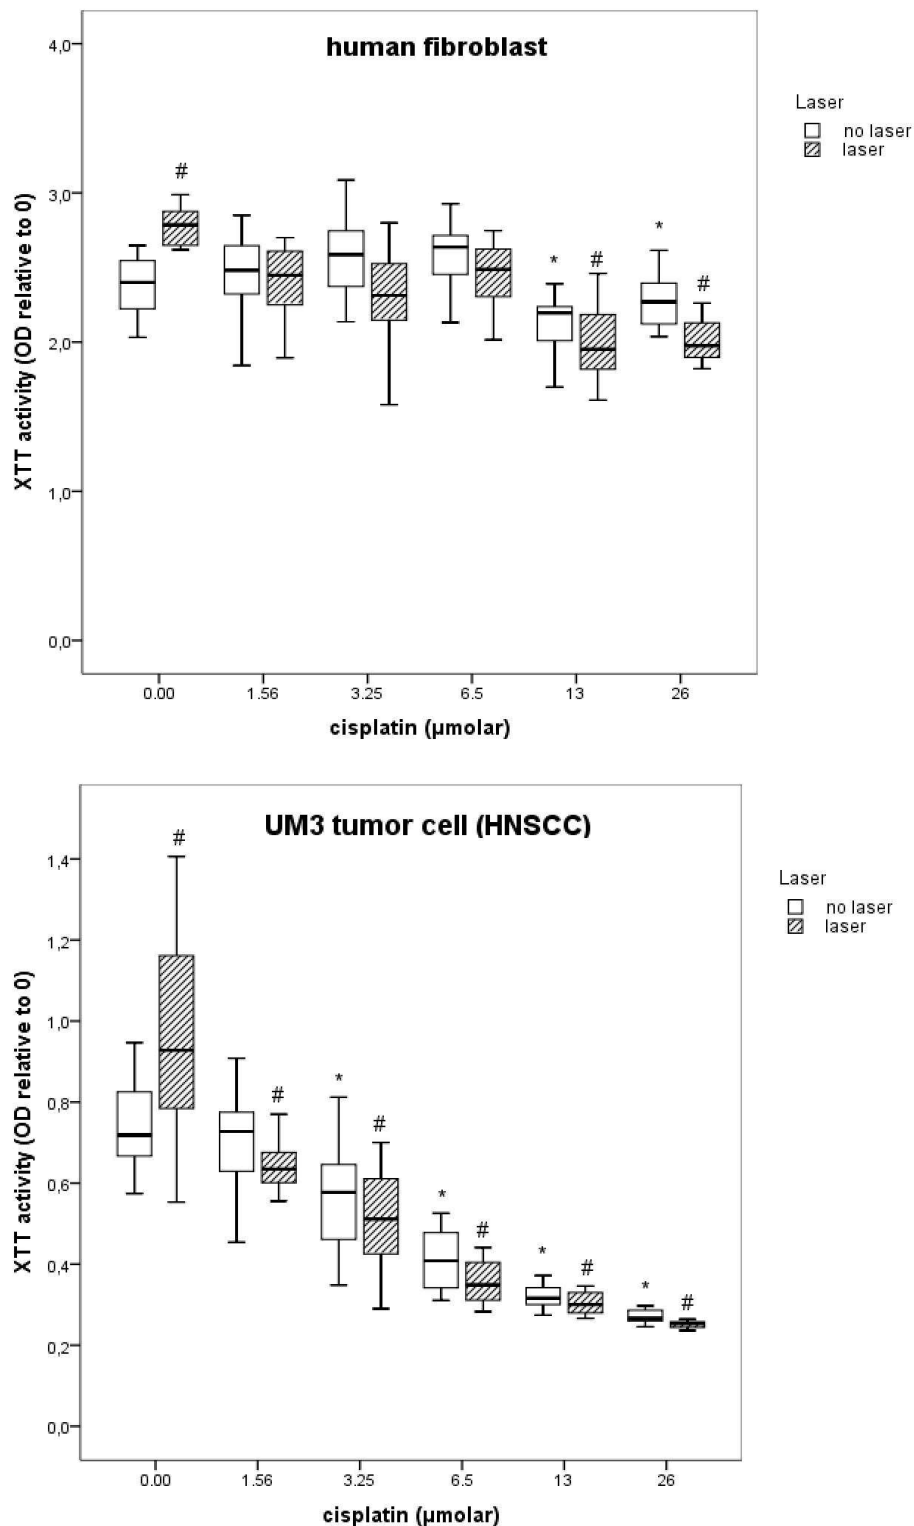 human fibroblast
4,0
3,0
2,0
1,0
0,0
XTT activity (OD relative to 0)
#
* #
* #
0.00 1.56 3.25 6.5 13 26
cisplatin (µmolar)
Laser
no laser
laser
UM3 tumor cell (HNSCC)
1,4
1,2
1,0
0,8
0,6
0,4
0,2
0,0
XTT activity (OD relative to 0)
#
#
* #
* #
* #
* #
0.00 1.56 3.25 6.5 13 26
cisplatin (µmolar)
Laser
no laser
laser